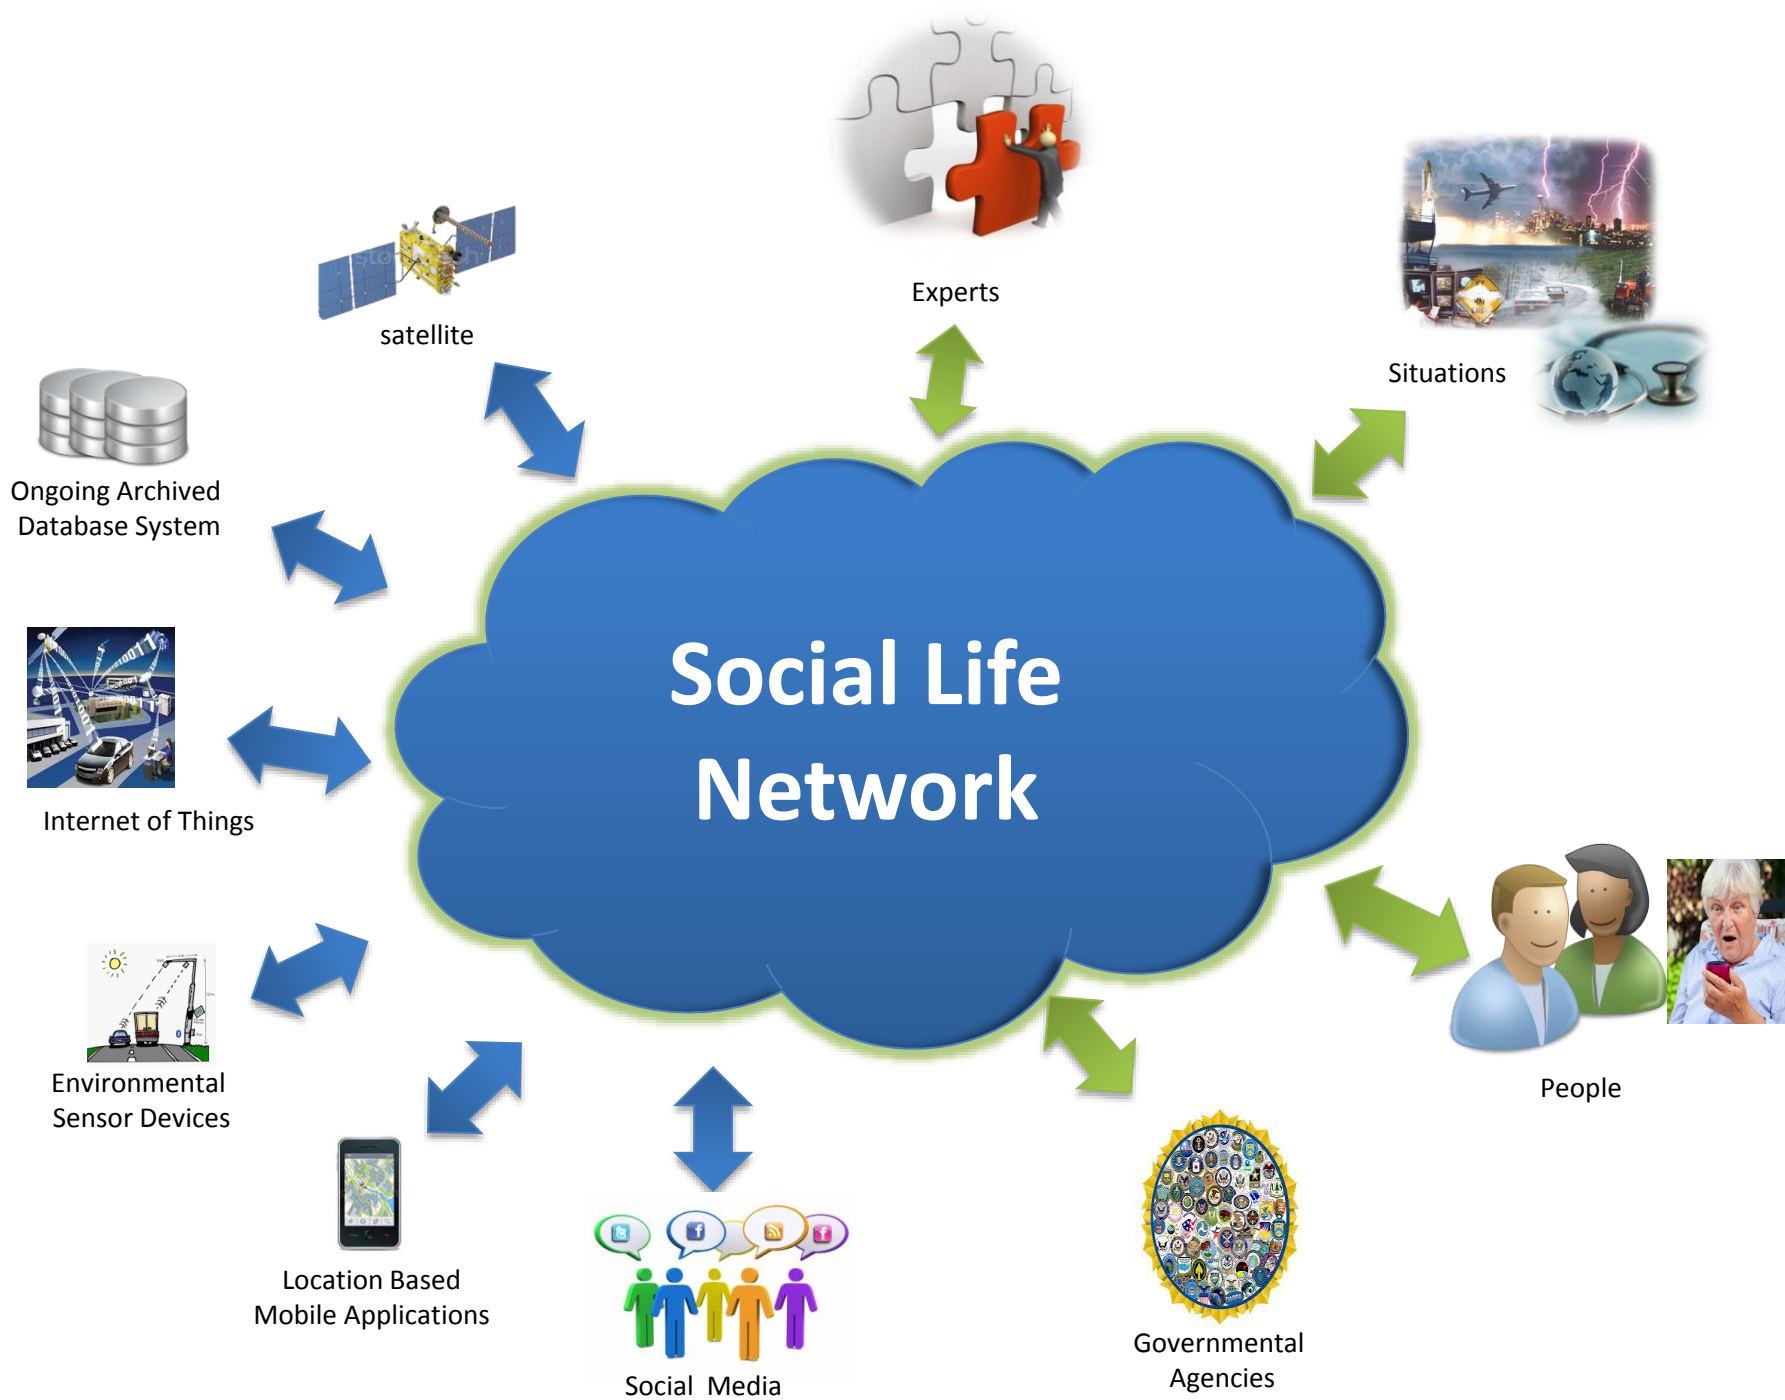 Experts
satellite
Situations
Ongoing Archived
Database System
Social Life
Network
Internet of Things
Environmental
Sensor Devices
People
Location Based
Mobile Applications
Social  Media
Governmental
Agencies